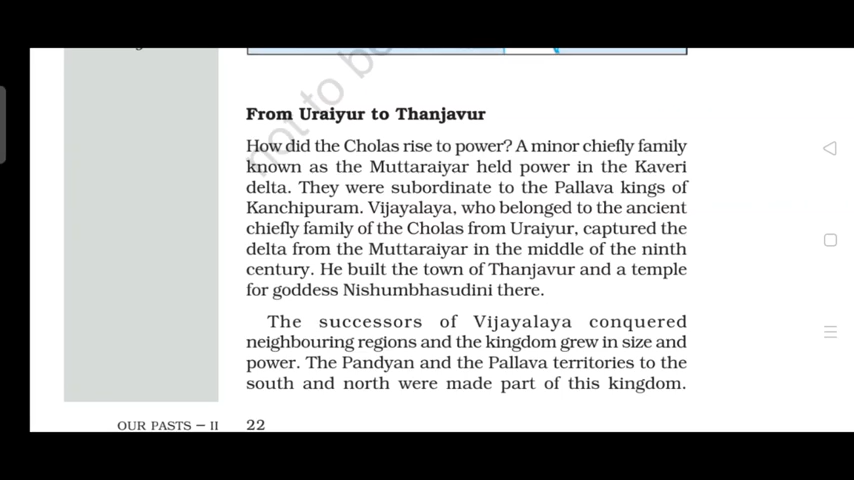 not to be
From Uraiyur to Thanjavur
How did the Cholas rise to power? A minor chiefly family
known as the Muttaraiyar held power in the Kaveri
delta. They were subordinate to the Pallava kings of
Kanchipuram. Vijayalaya, who belonged to the ancient
chiefly family of the Cholas from Uraiyur, captured the
delta from the Muttaraiyar in the middle of the ninth
century. He built the town of Thanjavur and a temple
for goddess Nishumbhasudini there.
The successors of Vijayalaya conquered
neighbouring regions and the kingdom grew in size and
power. The Pandyan and the Pallava territories to the
south and north were made part of this kingdom.
OUR PASTS – II 22